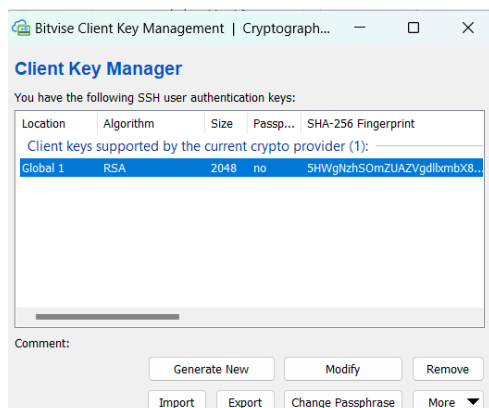 Bitvise Client Key Management | Cryptograph...
Client Key Manager
You have the following SSH user authentication keys:
Location Algorithm Size Passp... SHA-256 Fingerprint
Client keys supported by the current crypto provider (1):
Global 1 RSA 2048 no 5HWgNzhSOmZUAZVgdllxmbX8...
Comment:
Generate New Modify Remove
Import Export Change Passphrase More